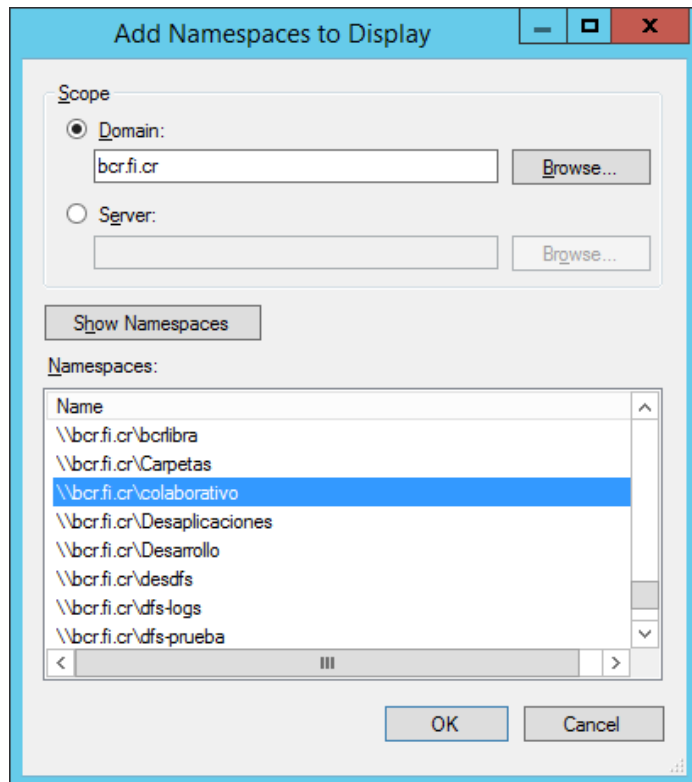 Add Namespaces to Display
Scope
Domain:
bcr.fi.cr
Browse...
Server:
Browse...
Show Namespaces
Namespaces:
Name
\\bcr.fi.cr\bcrlibra
\\bcr.fi.cr\Carpetas
\\bcr.fi.cr\colaborativo
\\bcr.fi.cr\Desaplicaciones
\\bcr.fi.cr\Desarrollo
\\bcr.fi.cr\desdfs
\\bcr.fi.cr\dfs-logs
\\bcr.fi.cr\dfs-prueba
OK
Cancel